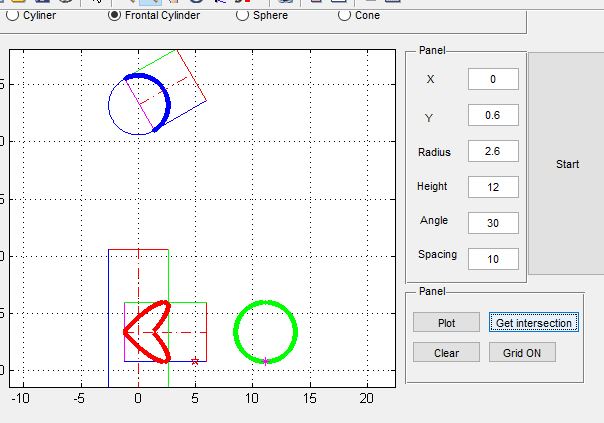 Cyliner Frontal Cylinder Sphere Cone
Panel
X 0
Y 0.6
Radius 2.6
Height 12
Angle 30
Spacing 10
Start
Panel
Plot Get intersection
Clear Grid ON
-10 -5 0 5 10 15 20